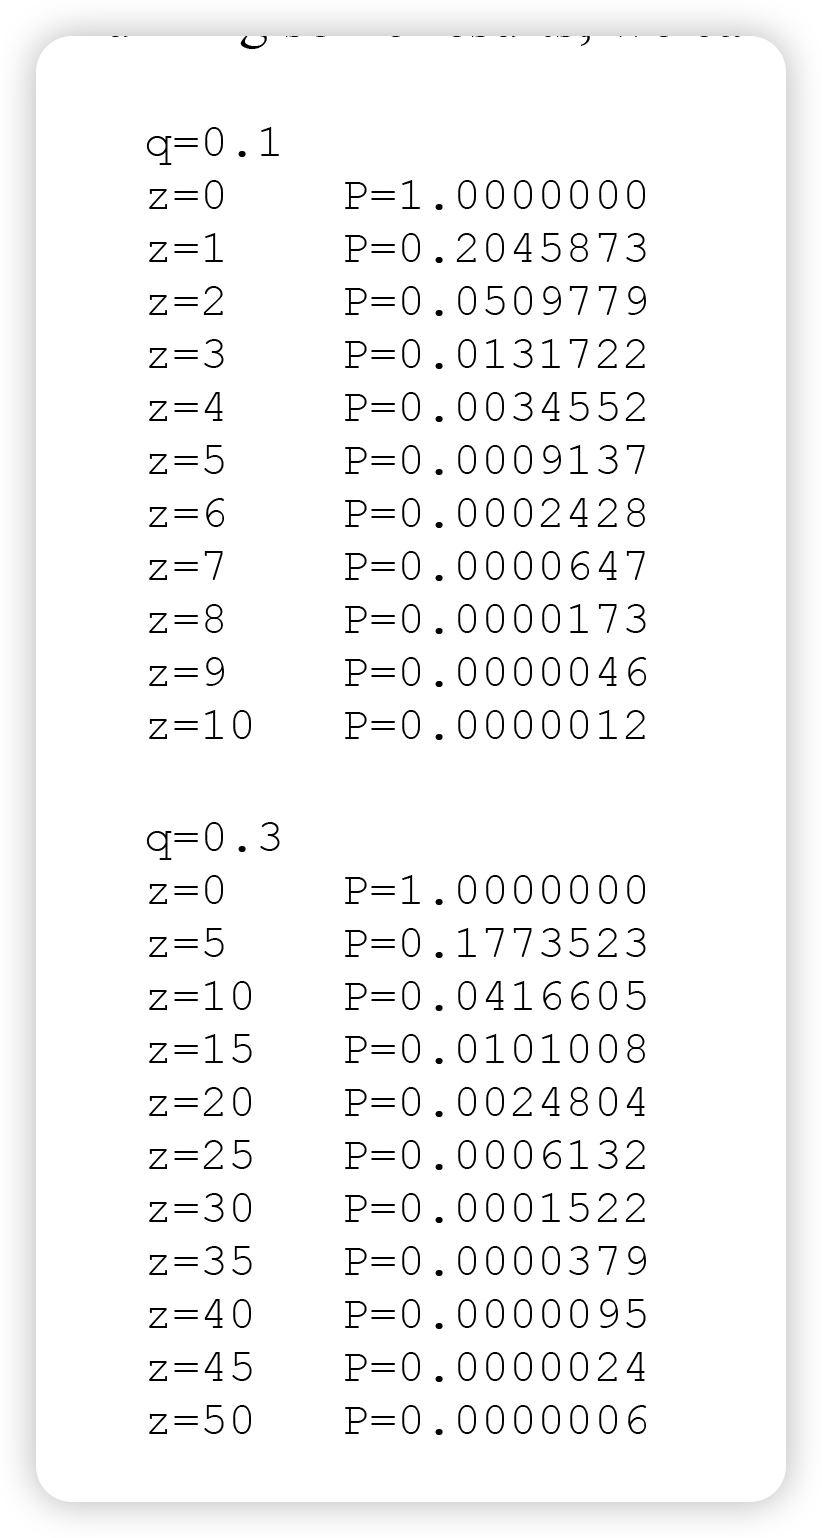 q=0.1
z=0 P=1.0000000
z=1 P=0.2045873
z=2 P=0.0509779
z=3 P=0.0131722
z=4 P=0.0034552
z=5 P=0.0009137
z=6 P=0.0002428
z=7 P=0.0000647
z=8 P=0.0000173
z=9 P=0.0000046
z=10 P=0.0000012
q=0.3
z=0 P=1.0000000
z=5 P=0.1773523
z=10 P=0.0416605
z=15 P=0.0101008
z=20 P=0.0024804
z=25 P=0.0006132
z=30 P=0.0001522
z=35 P=0.0000379
z=40 P=0.0000095
z=45 P=0.0000024
z=50 P=0.0000006